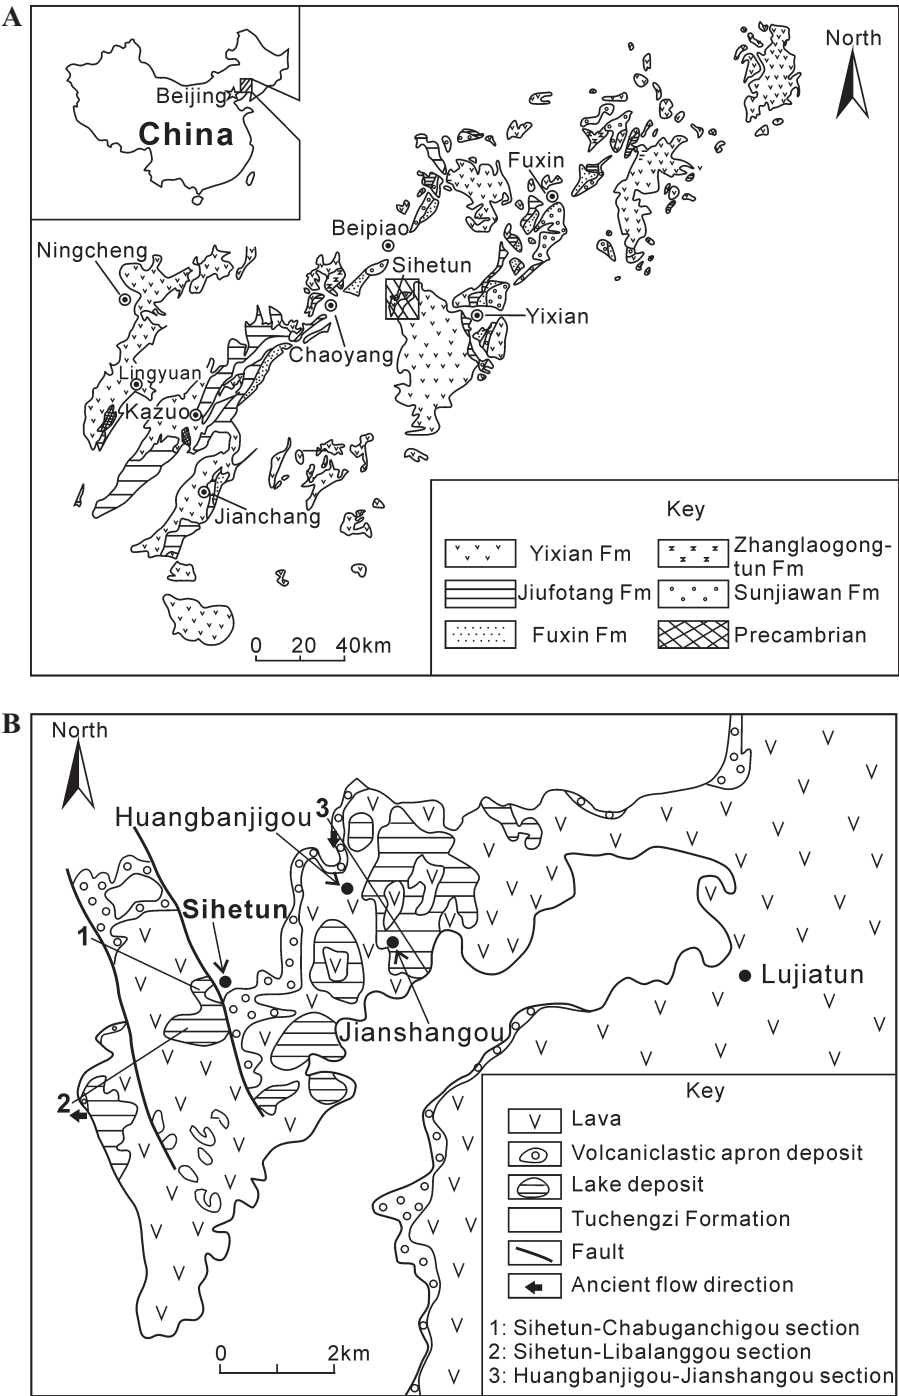 A
North
Beijing
China
Fuxin
Beipiao
Ningcheng
Sihetun
Yixian
Chaoyang
Lingyuan
Kazuo
Jianchang
Key
Yixian Fm
Zhanglaogong-
tun Fm
Jiufotang Fm
Sunjiawan Fm
Fuxin Fm
Precambrian
0 20 40km
B
North
Huangbanjigou
3
Sihetun
1
Lujiatun
Jianshangou
2
Key
Lava
Volcaniclastic apron deposit
Lake deposit
Tuchengzi Formation
Fault
Ancient flow direction
1: Sihetun-Chabuganchigou section
2: Sihetun-Libalanggou section
3: Huangbanjigou-Jianshangou section
0 2km